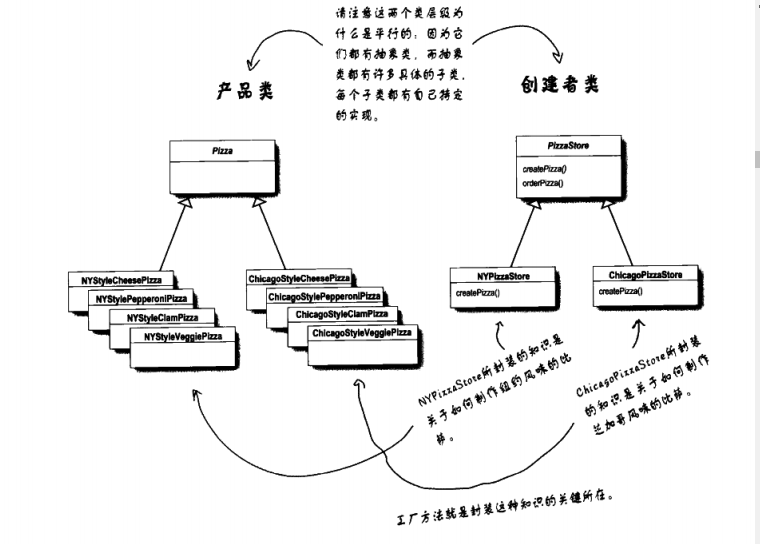 请注意这两个类层级为
什么是平行的：因为它
们都有抽象类，而抽象
类都有许多具体的子类，
每个子类都有自己特定
的实现。
产品类
创建者类
Pizza
PizzaStore
createPizza()
orderPizza()
NYStyleCheesePizza
NYStylePepperoniPizza
NYStyleClamPizza
NYStyleVeggiePizza
ChicagoStyleCheesePizza
ChicagoStylePepperoniPizza
ChicagoStyleClamPizza
ChicagoStyleVeggiePizza
NYPizzaStore
createPizza()
ChicagoPizzaStore
createPizza()
NYPizzaStore所封装的知识是
关于如何制作纽约风味的比
萨。
ChicagoPizzaStore所封装
的知识是关于如何制作
芝加哥风味的比萨。
工厂方法就是封装这种知识的关键所在。